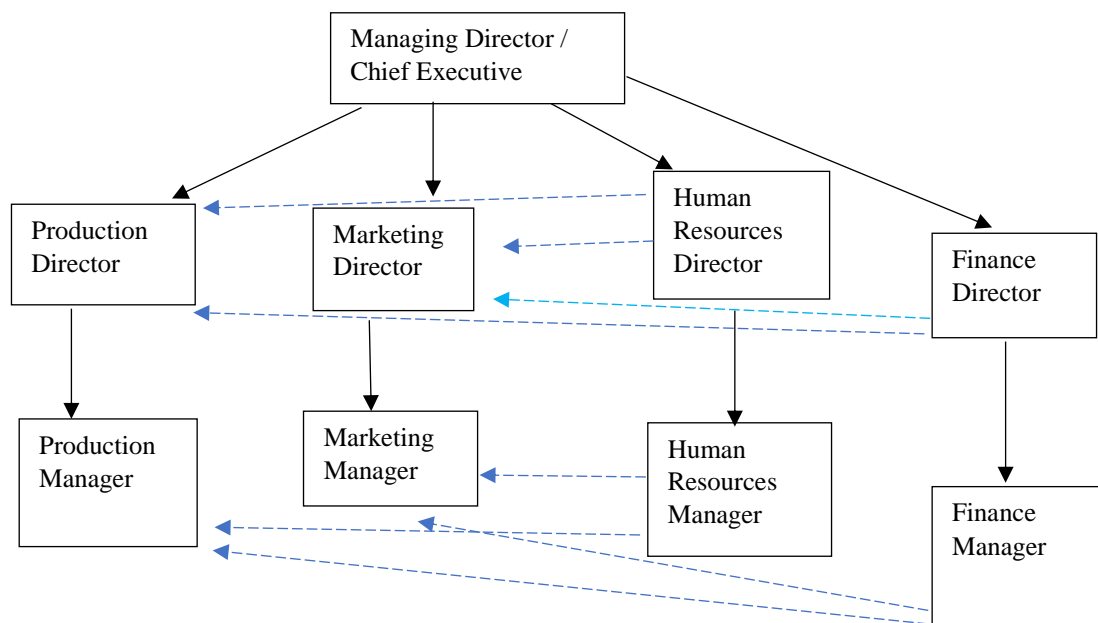 Managing Director /
Chief Executive
Production
Director
Marketing
Director
Human
Resources
Director
Finance
Director
Production
Manager
Marketing
Manager
Human
Resources
Manager
Finance
Manager